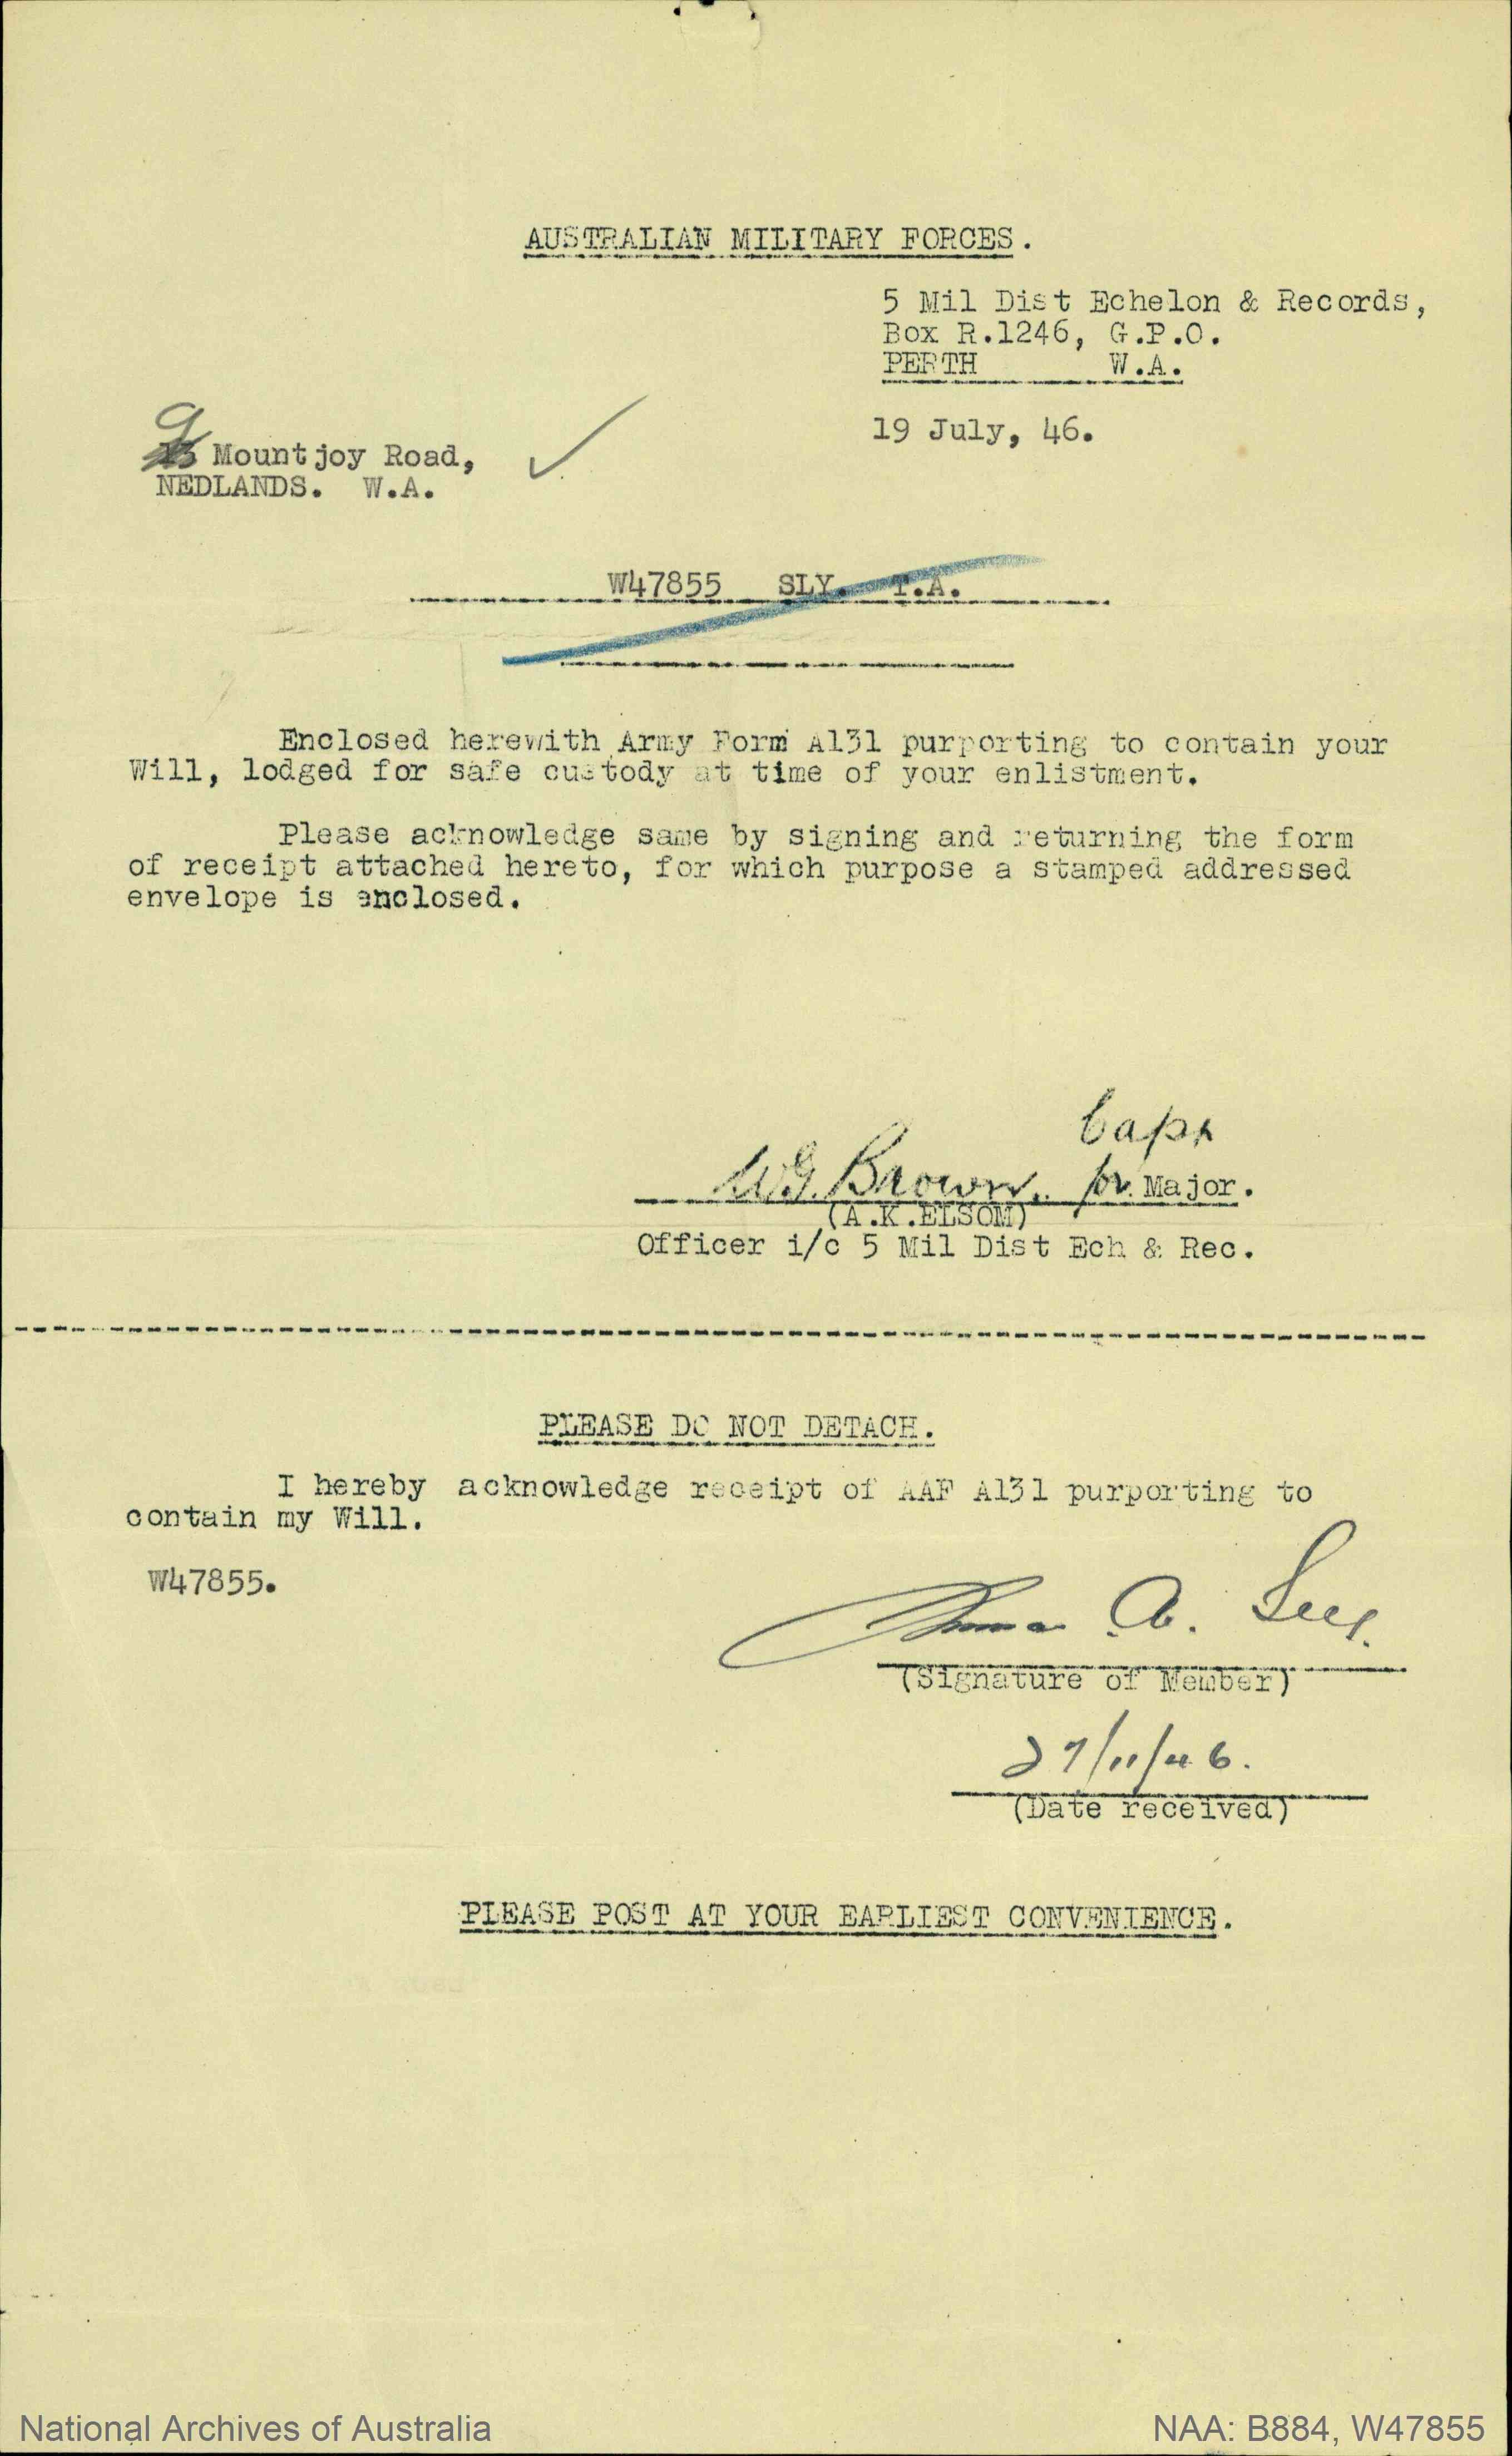 AUSTRALIAN MILITARY FORCES.
5 Mil Dist Echelon & Records,
Box R.1246, G.P.O.
PERTH W.A.
19 July, 46.
9 Mountjoy Road,
NEDLANDS. W.A.
W47855 SLY. T.A.
Enclosed herewith Army Form A131 purporting to contain your
Will, lodged for safe custody at time of your enlistment.
Please acknowledge same by signing and returning the form
of receipt attached hereto, for which purpose a stamped addressed
envelope is enclosed.
Capt
W.G. Brown. for Major.
(A.K.ELSOM)
Officer i/c 5 Mil Dist Ech & Rec.
PLEASE DO NOT DETACH.
I hereby acknowledge receipt of AAF A131 purporting to
contain my Will.
W47855.
A. Sly.
(Signature of Member)
27/11/46.
(Date received)
PLEASE POST AT YOUR EARLIEST CONVENIENCE.
National Archives of Australia
NAA: B884, W47855